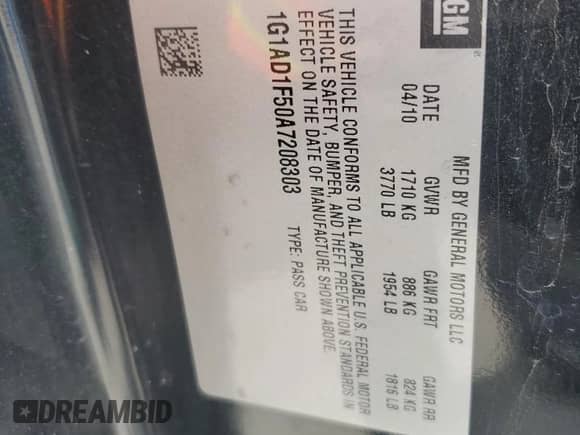 GM
MFD BY GENERAL MOTORS LLC
DATE GVWR GAWR FRT GAWR RR
04/10 1710 KG 886 KG 824 KG
3770 LB 1954 LB 1816 LB
THIS VEHICLE CONFORMS TO ALL APPLICABLE U.S. FEDERAL MOTOR
VEHICLE SAFETY, BUMPER, AND THEFT PREVENTION STANDARDS IN
EFFECT ON THE DATE OF MANUFACTURE SHOWN ABOVE.
1G1AD1F50A7208303 TYPE: PASS CAR
DREAMBID